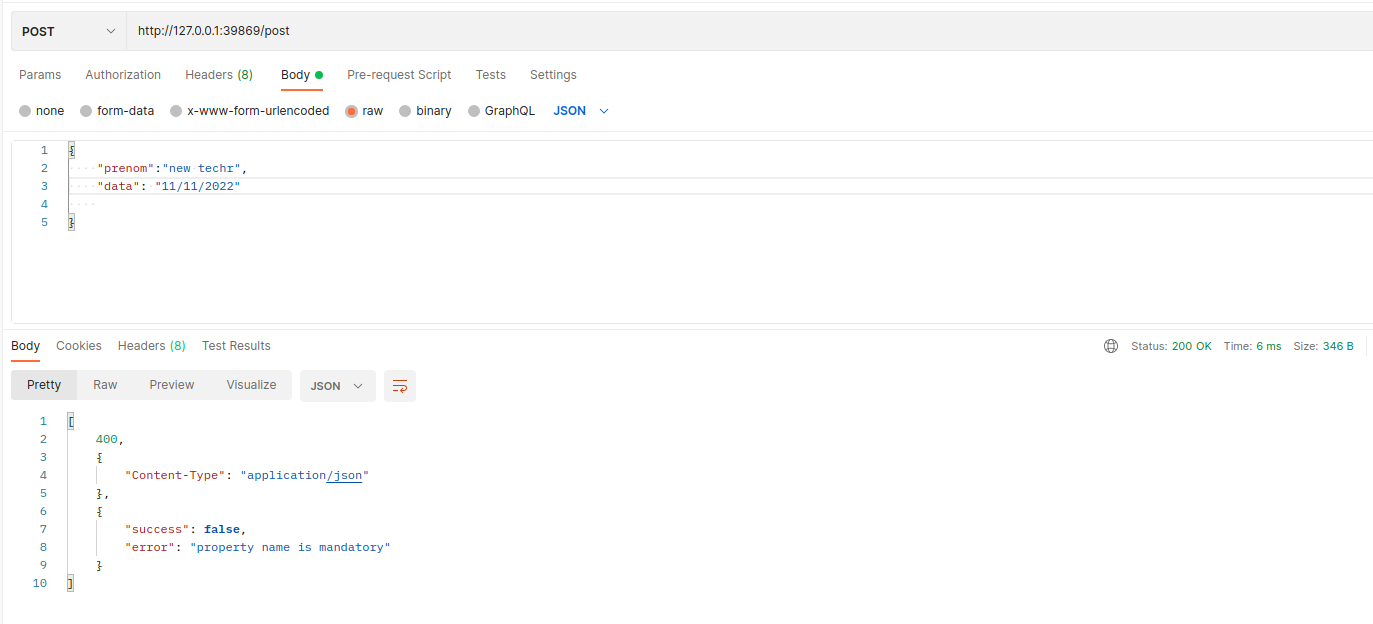 POST http://127.0.0.1:39869/post
Params Authorization Headers (8) Body Pre-request Script Tests Settings
none form-data x-www-form-urlencoded raw binary GraphQL JSON
1 {
2 "prenom":"new techr",
3 "data": "11/11/2022"
4
5 }
Body Cookies Headers (8) Test Results Status: 200 OK Time: 6 ms Size: 346 B
Pretty Raw Preview Visualize JSON
1 [
2 400,
3 {
4 "Content-Type": "application/json"
5 },
6 {
7 "success": false,
8 "error": "property name is mandatory"
9 }
10 ]